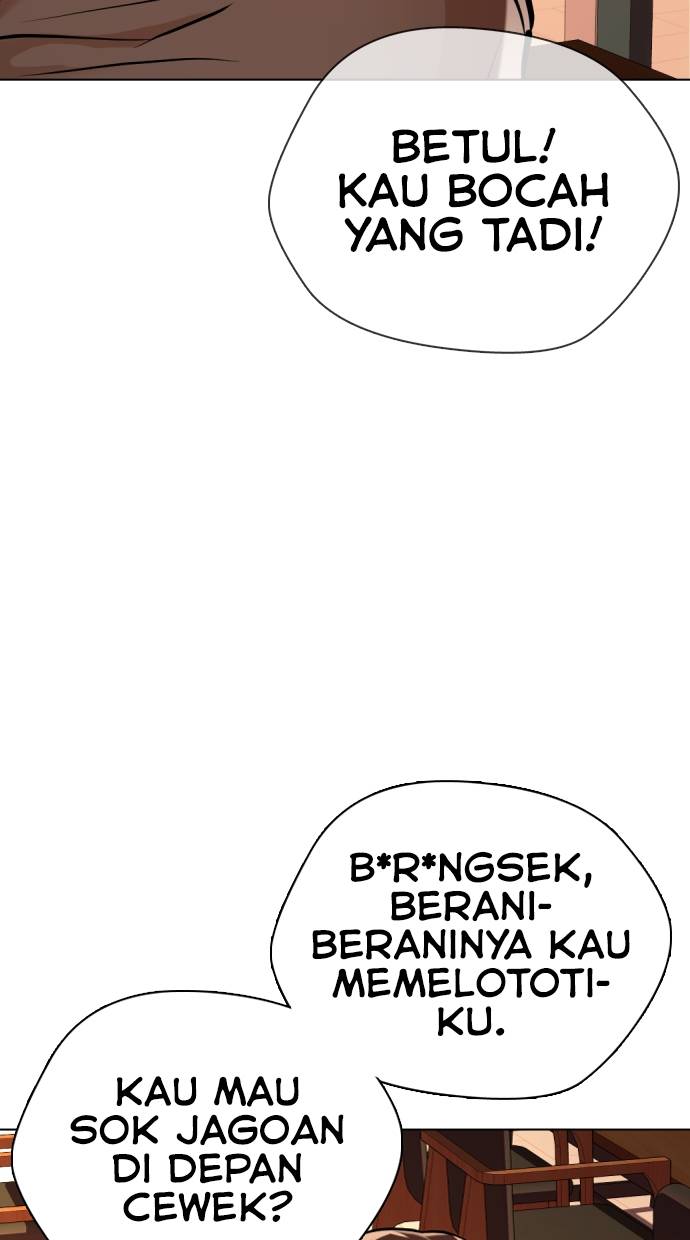 BETUL!
KAU BOCAH
YANG TADI!
B*R*NGSEK,
BERANI-
BERANINYA KAU
MEMELOTOTI-
KU.
KAU MAU
SOK JAGOAN
DI DEPAN
CEWEK?